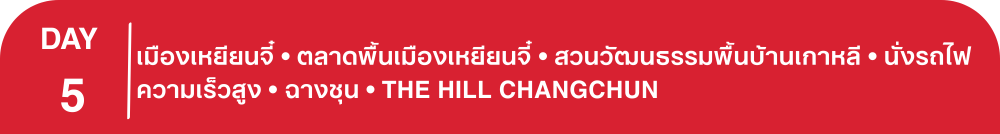 DAY
5
เมืองเหยียนจี๋ • ตลาดพื้นเมืองเหยียนจี๋ • สวนวัฒนธรรมพื้นบ้านเกาหลี • นั่งรถไฟ
ความเร็วสูง • ฉางชุน • THE HILL CHANGCHUN